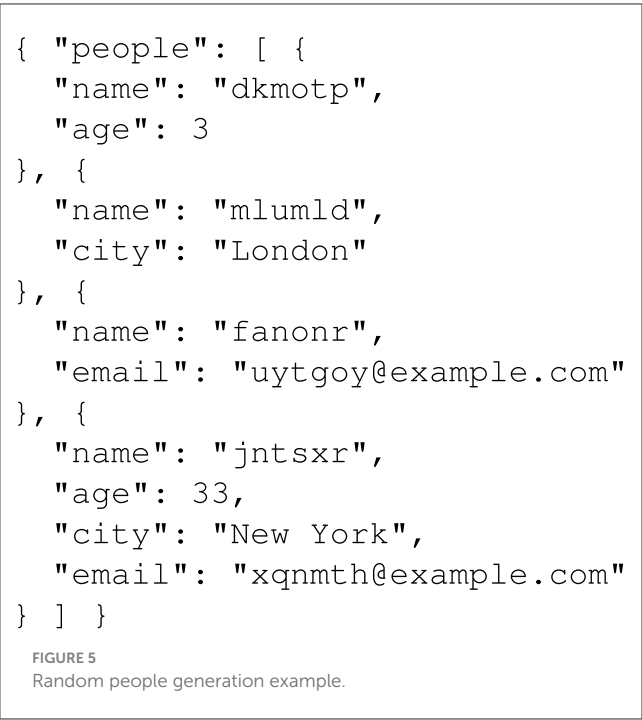 { "people": [ {
  "name": "dkmotp",
  "age": 3
}, {
  "name": "mlumld",
  "city": "London"
}, {
  "name": "fanonr",
  "email": "uytgoy@example.com"
}, {
  "name": "jntsxr",
  "age": 33,
  "city": "New York",
  "email": "xqnmth@example.com"
} ] }
FIGURE 5
Random people generation example.